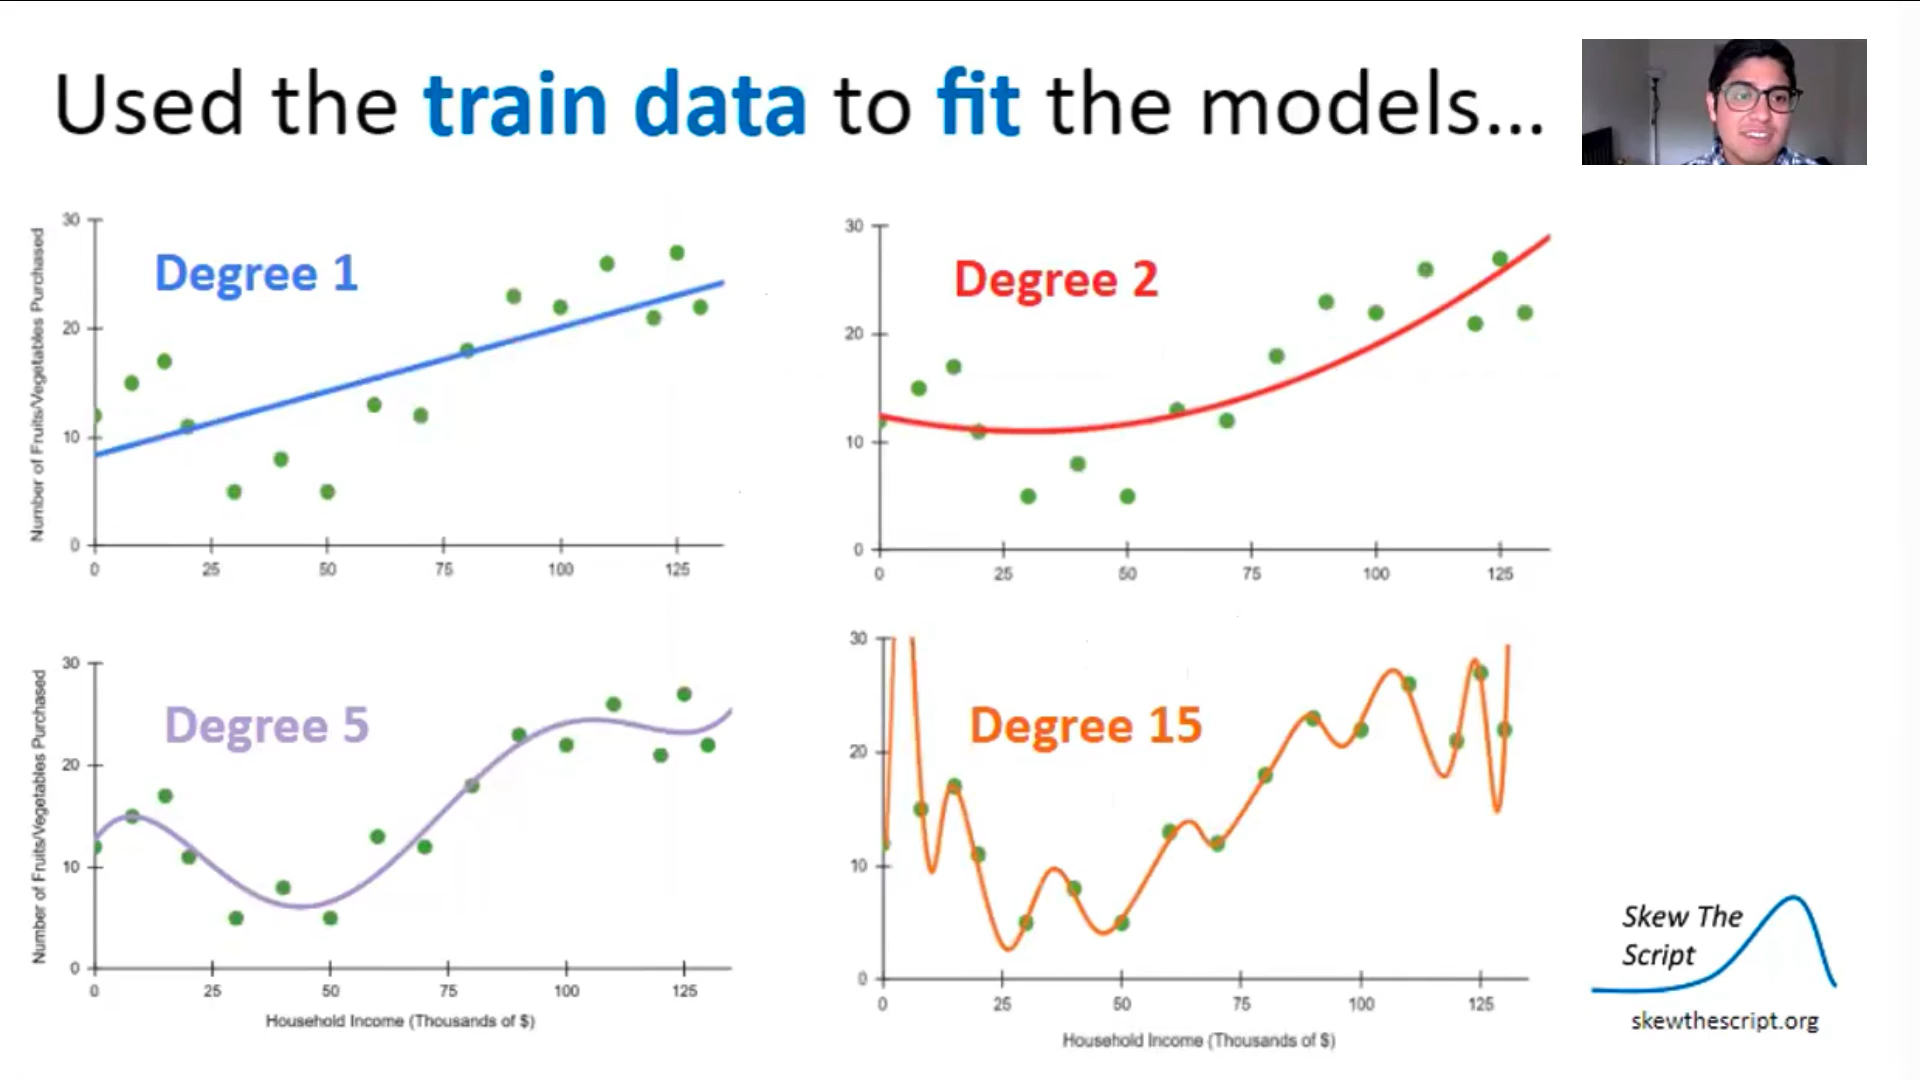 Used the train data to fit the models...
Number of Fruits/Vegetables Purchased
30
20
10
0
Degree 1
0 25 50 75 100 125
30
20
10
0
Degree 2
0 25 50 75 100 125
Number of Fruits/Vegetables Purchased
30
20
10
0
Degree 5
0 25 50 75 100 125
Household Income (Thousands of $)
30
20
10
0
Degree 15
0 25 50 75 100 125
Household Income (Thousands of $)
Skew The
Script
skewthescript.org